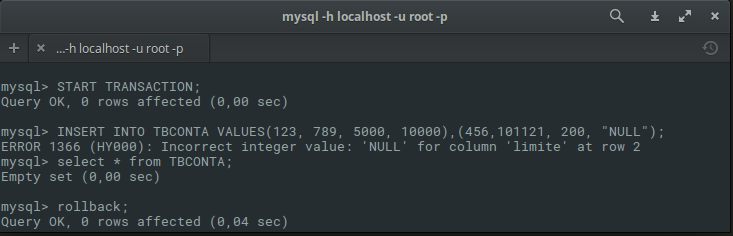 mysql -h localhost -u root -p
...-h localhost -u root -p
mysql> START TRANSACTION;
Query OK, 0 rows affected (0,00 sec)
mysql> INSERT INTO TBCONTA VALUES(123, 789, 5000, 10000),(456,101121, 200, "NULL");
ERROR 1366 (HY000): Incorrect integer value: 'NULL' for column 'limite' at row 2
mysql> select * from TBCONTA;
Empty set (0,00 sec)
mysql> rollback;
Query OK, 0 rows affected (0,04 sec)